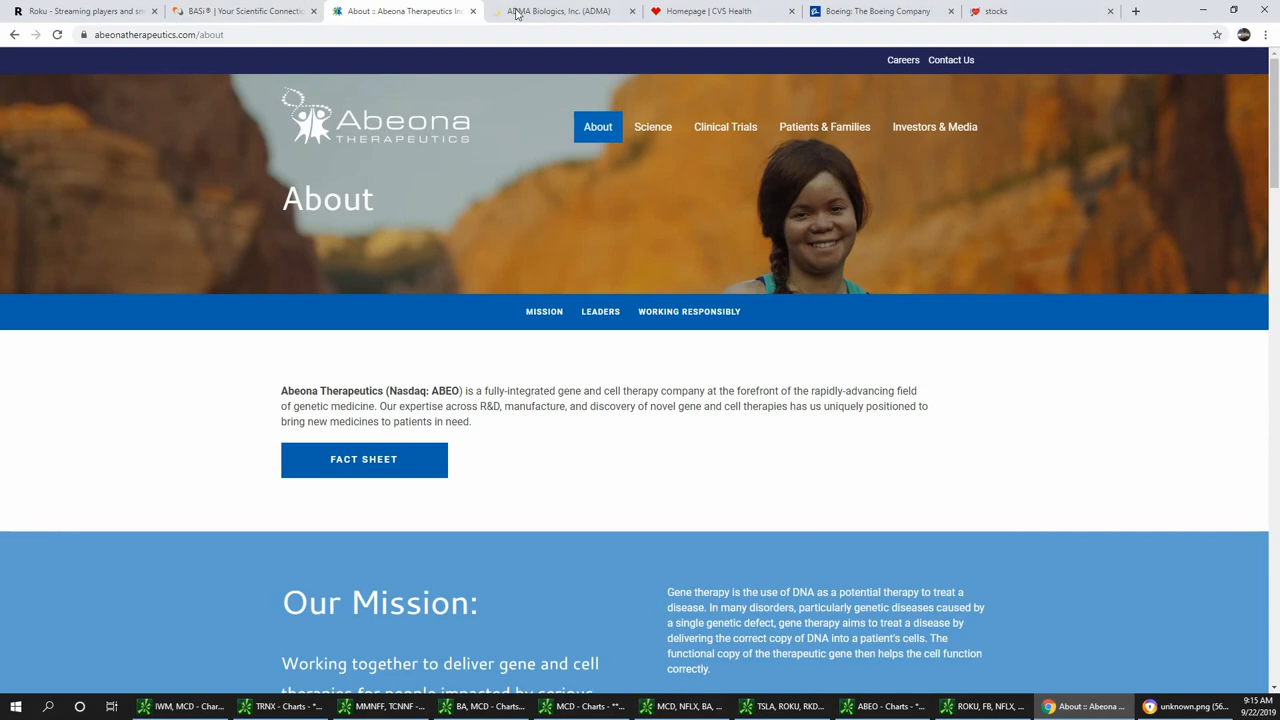 Roku - Streaming players and sm
BASi® | Your Scientific Connectio
About :: Abeona Therapeutics Inc
ADMA Biologics, Inc. (ADMA)
Homepage | CVS Health
Boeing: The Boeing Company
stocks
abeonatherapeutics.com/about
Careers Contact Us
Abeona
THERAPEUTICS
About Science Clinical Trials Patients & Families Investors & Media
About
MISSION LEADERS WORKING RESPONSIBLY
Abeona Therapeutics (Nasdaq: ABEO) is a fully-integrated gene and cell therapy company at the forefront of the rapidly-advancing field
of genetic medicine. Our expertise across R&D, manufacture, and discovery of novel gene and cell therapies has us uniquely positioned to
bring new medicines to patients in need.
FACT SHEET
Our Mission:
Working together to deliver gene and cell
therapies for people impacted by serious
Gene therapy is the use of DNA as a potential therapy to treat a
disease. In many disorders, particularly genetic diseases caused by
a single genetic defect, gene therapy aims to treat a disease by
delivering the correct copy of DNA into a patient's cells. The
functional copy of the therapeutic gene then helps the cell function
correctly.
IWM, MCD - Char...
TRNX - Charts - *...
MMNFF, TCNNF -...
BA, MCD - Charts...
MCD - Charts - **...
MCD, NFLX, BA, ...
TSLA, ROKU, RKD...
ABEO - Charts - *...
ROKU, FB, NFLX, ...
About :: Abeona ...
unknown.png (56...
9:15 AM
9/22/2019